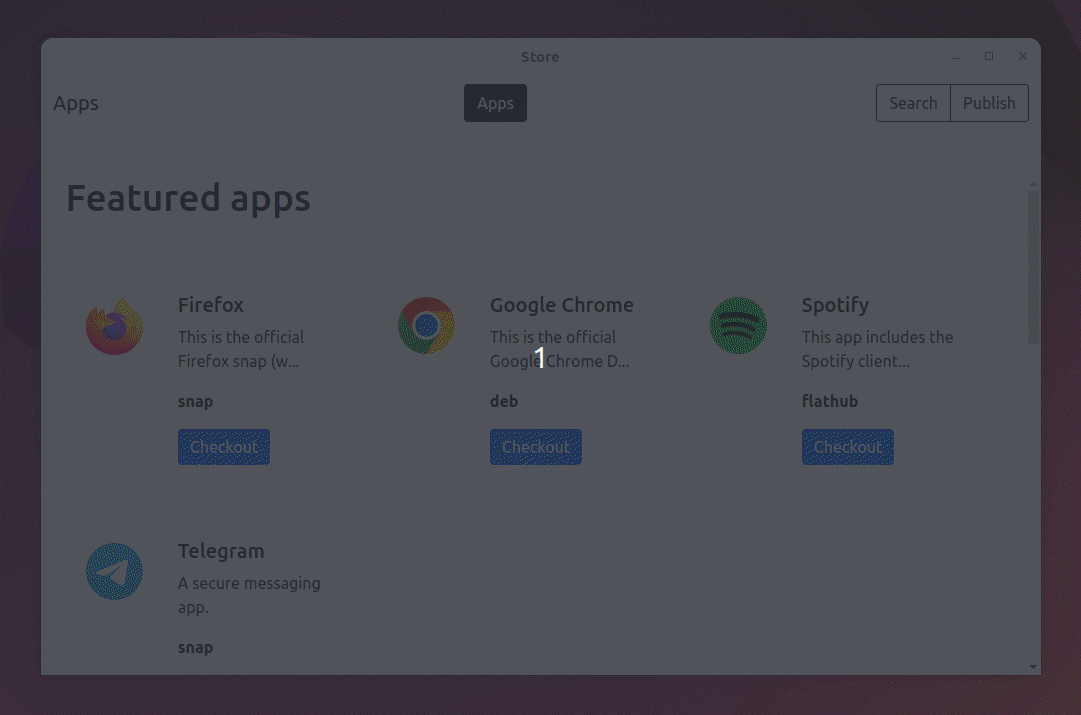 Store
Apps
Apps
Search
Publish
Featured apps
Firefox
This is the official
Firefox snap (w...
snap
Checkout
Google Chrome
This is the official
Google Chrome D...
deb
Checkout
Spotify
This app includes the
Spotify client...
flathub
Checkout
1
Telegram
A secure messaging
app.
snap